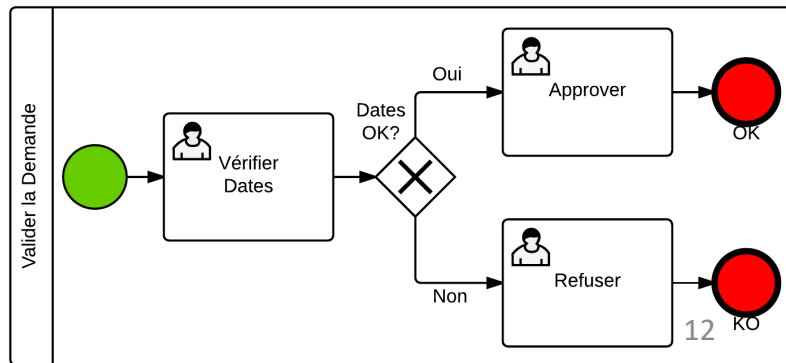 Valider la Demande
Vérifier
Dates
Dates
OK?
Oui
Approver
OK
Non
Refuser
KO
12